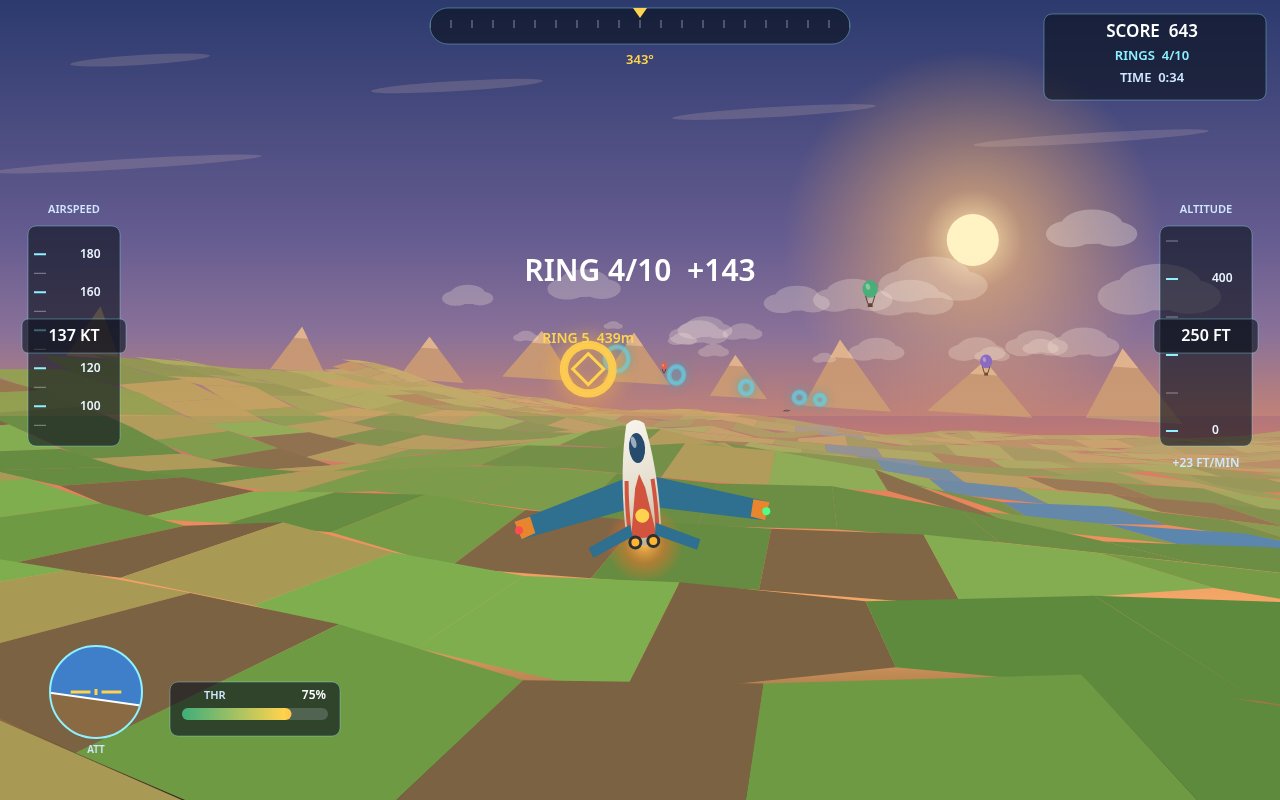 343°
SCORE 643
RINGS 4/10
TIME 0:34
AIRSPEED
180
160
137 KT
120
100
ALTITUDE
400
250 FT
0
+23 FT/MIN
RING 4/10 +143
RING 5 439m
THR 75%
ATT